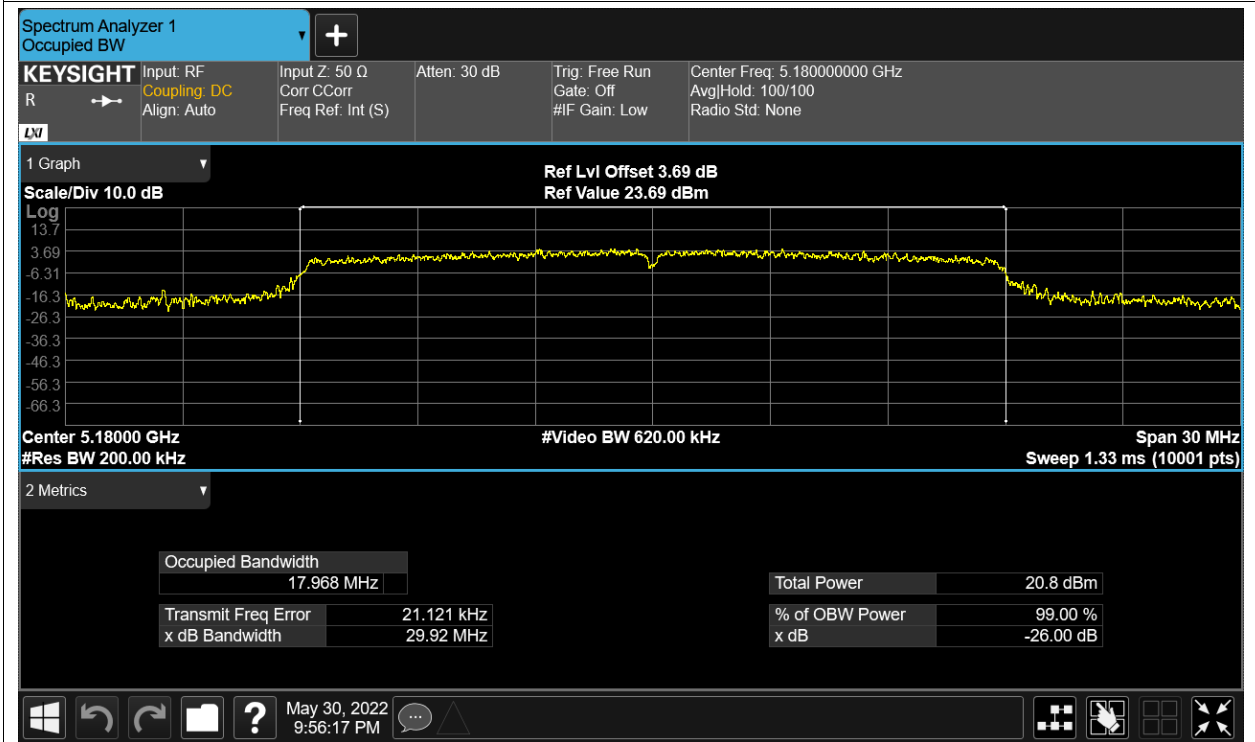 Spectrum Analyzer 1
Occupied BW
KEYSIGHT
R
LXI
Input: RF
Coupling: DC
Align: Auto
Input Z: 50 Ω
Corr CCorr
Freq Ref: Int (S)
Atten: 30 dB
Trig: Free Run
Gate: Off
#IF Gain: Low
Center Freq: 5.180000000 GHz
Avg|Hold: 100/100
Radio Std: None
1 Graph
Scale/Div 10.0 dB
Ref Lvl Offset 3.69 dB
Ref Value 23.69 dBm
Log
13.7
3.69
-6.31
-16.3
-26.3
-36.3
-46.3
-56.3
-66.3
Center 5.18000 GHz
#Video BW 620.00 kHz
Span 30 MHz
#Res BW 200.00 kHz
Sweep 1.33 ms (10001 pts)
2 Metrics
Occupied Bandwidth
17.968 MHz
Total Power 20.8 dBm
Transmit Freq Error 21.121 kHz
% of OBW Power 99.00 %
x dB Bandwidth 29.92 MHz
x dB -26.00 dB
?
May 30, 2022
9:56:17 PM